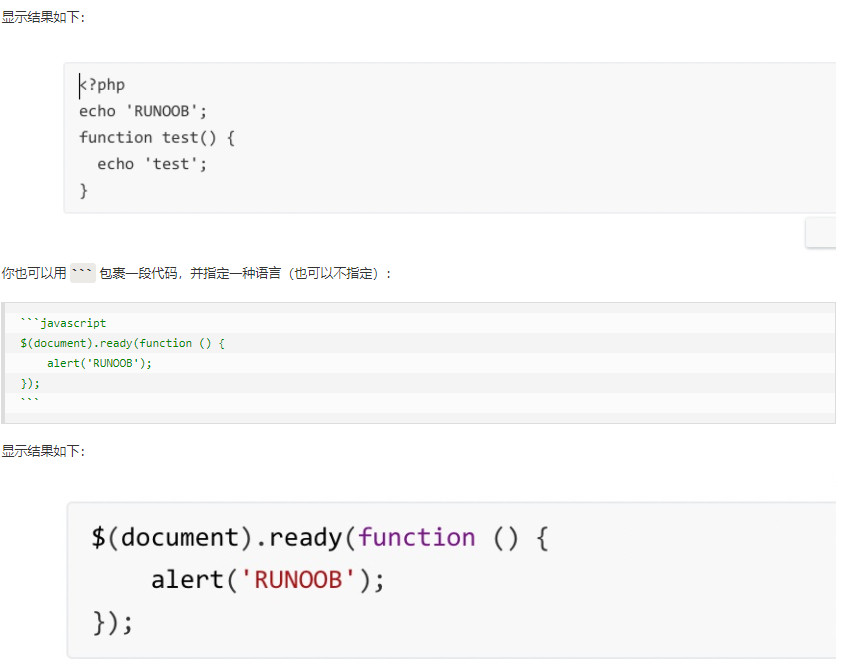 显示结果如下：
<?php
echo 'RUNOOB';
function test() {
  echo 'test';
}
你也可以用 ``` 包裹一段代码，并指定一种语言（也可以不指定）：
```javascript
$(document).ready(function () {
    alert('RUNOOB');
});
```
显示结果如下：
$(document).ready(function () {
    alert('RUNOOB');
});